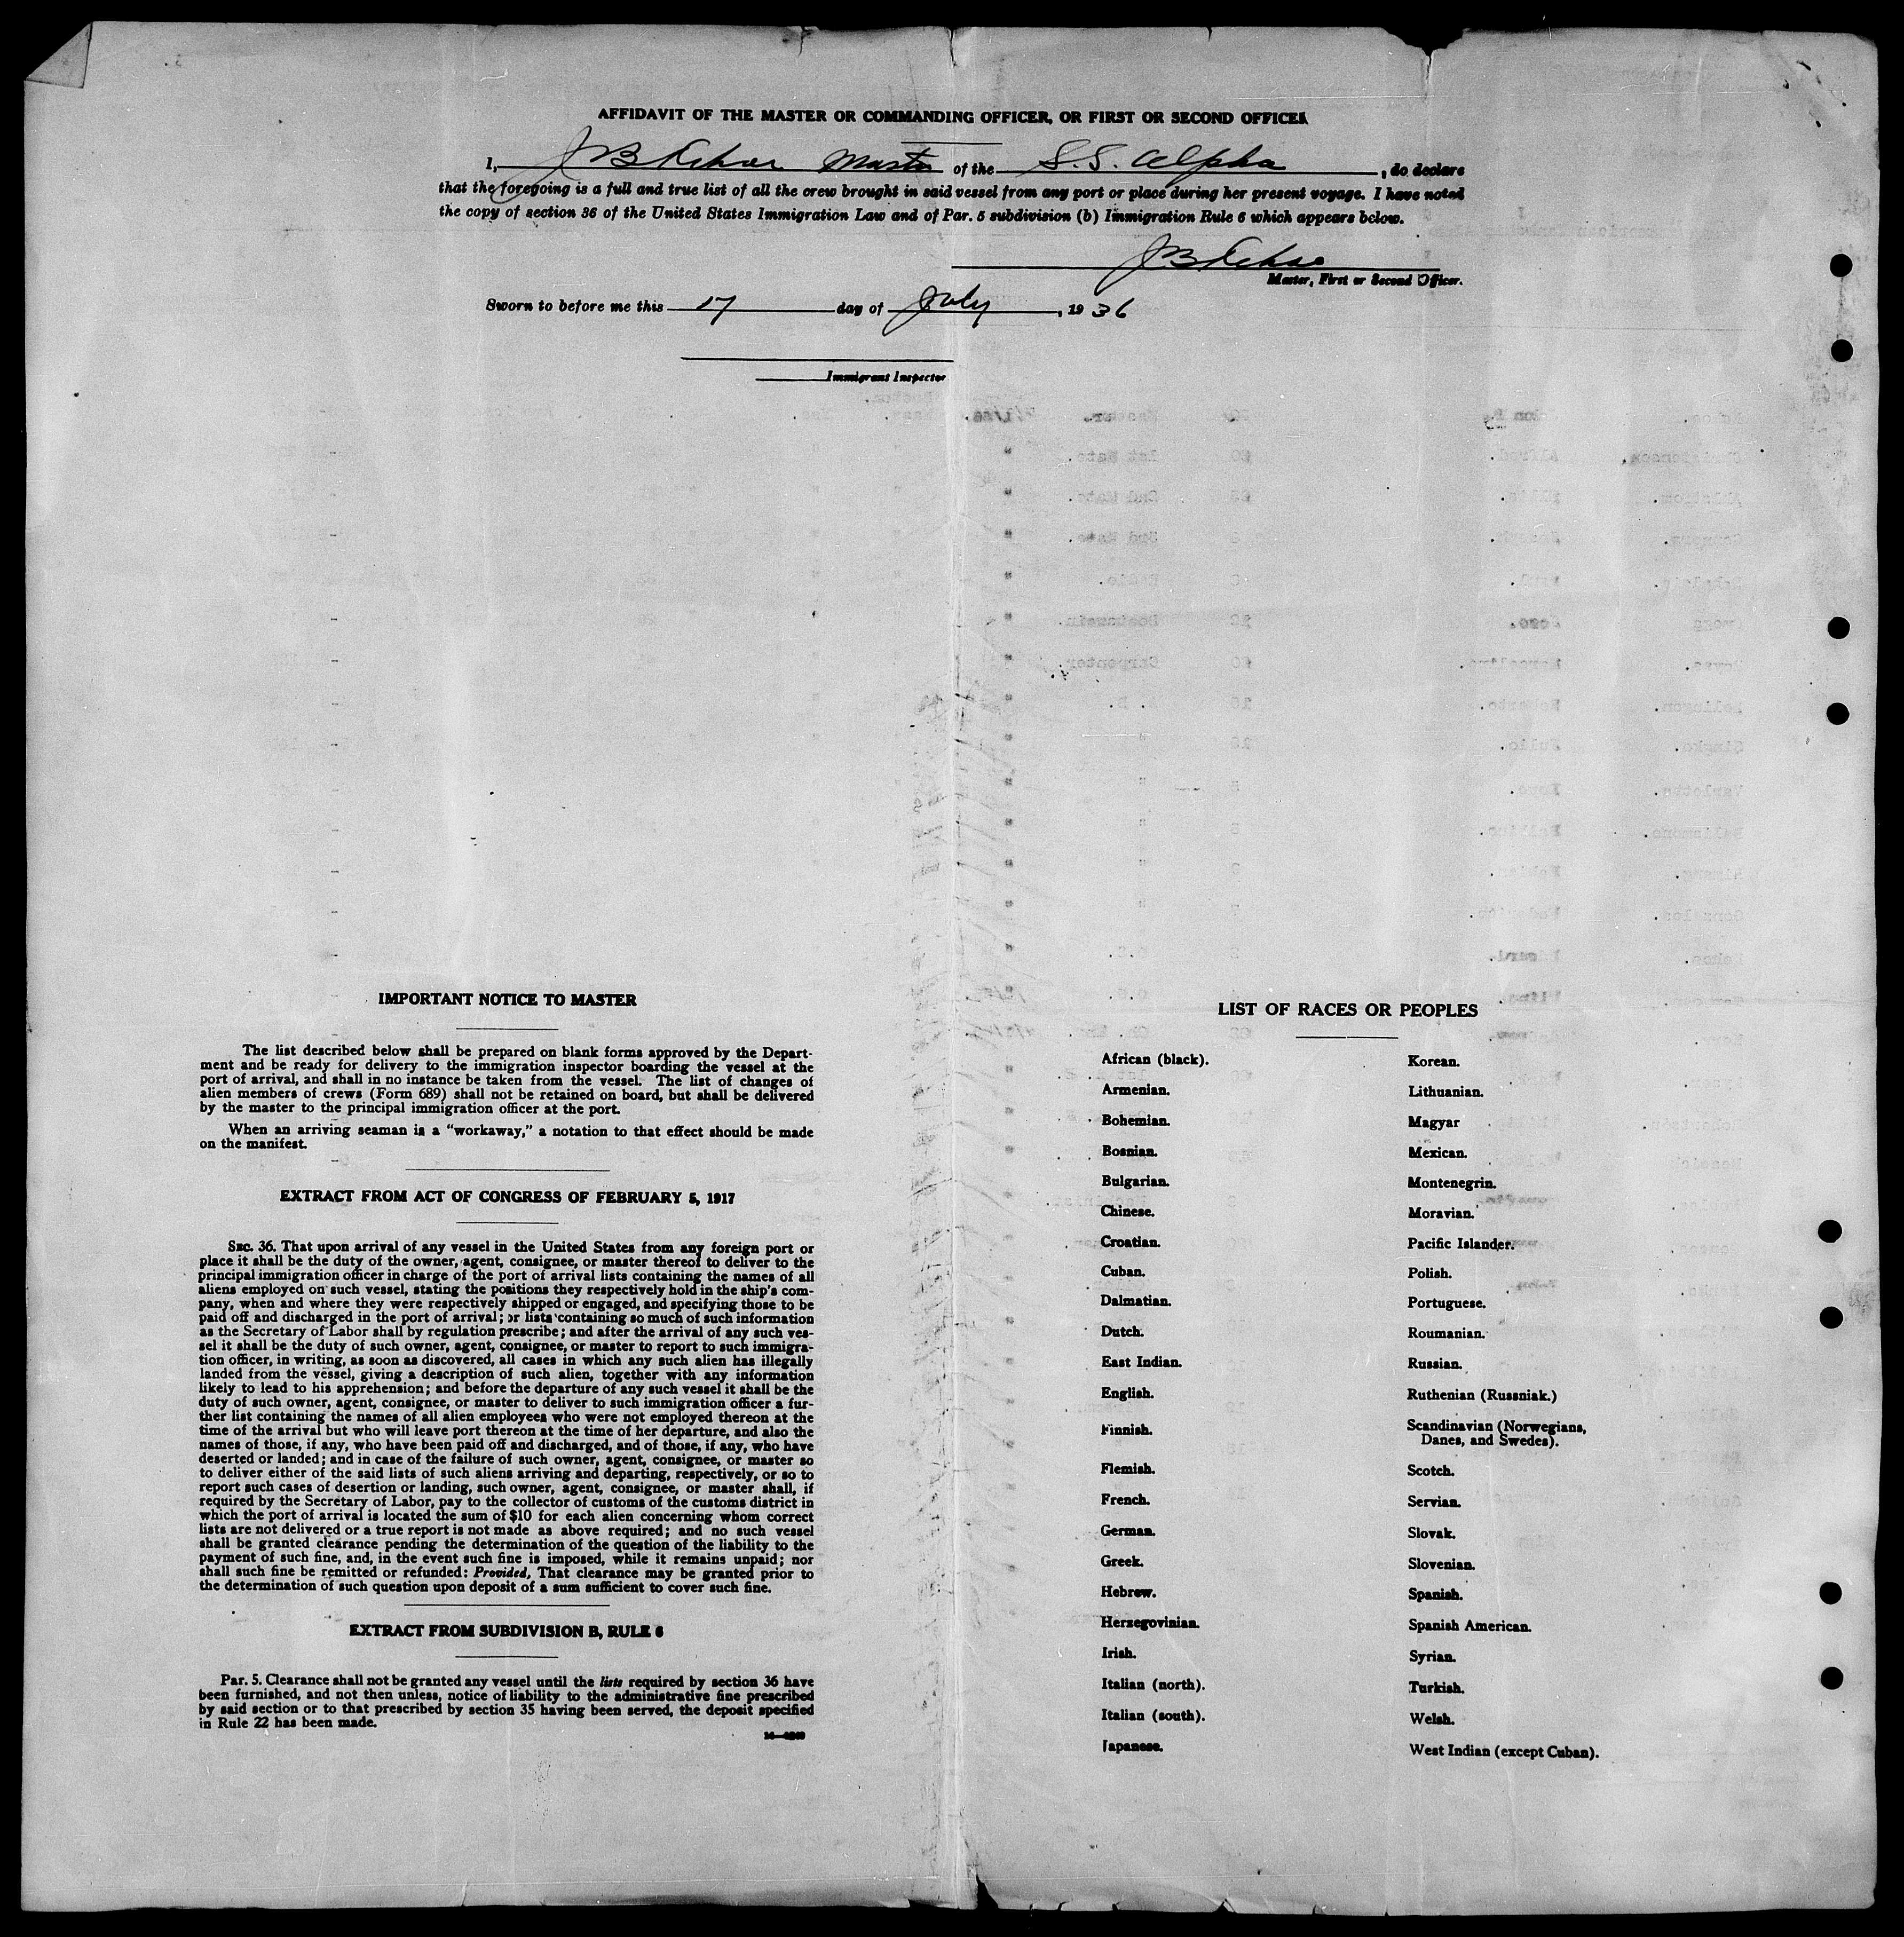 AFFIDAVIT OF THE MASTER OR COMMANDING OFFICER, OR FIRST OR SECOND OFFICER
I, J B Kehoe Master of the S.S. Alpha, do declare
that the foregoing is a full and true list of all the crew brought in said vessel from any port or place during her present voyage. I have noted
the copy of section 36 of the United States Immigration Law and of Par. 5 subdivision (b) Immigration Rule 6 which appears below.
J B Kehoe
Master, First or Second Officer.
Sworn to before me this 17 day of July, 1936
Immigrant Inspector
IMPORTANT NOTICE TO MASTER
The list described below shall be prepared on blank forms approved by the Depart-
ment and be ready for delivery to the immigration inspector boarding the vessel at the
port of arrival, and shall in no instance be taken from the vessel. The list of changes of
alien members of crews (Form 689) shall not be retained on board, but shall be delivered
by the master to the principal immigration officer at the port.
When an arriving seaman is a "workaway," a notation to that effect should be made
on the manifest.
EXTRACT FROM ACT OF CONGRESS OF FEBRUARY 5, 1917
SEC. 36. That upon arrival of any vessel in the United States from any foreign port or
place it shall be the duty of the owner, agent, consignee, or master thereof to deliver to the
principal immigration officer in charge of the port of arrival lists containing the names of all
aliens employed on such vessel, stating the positions they respectively hold in the ship's com-
pany, when and where they were respectively shipped or engaged, and specifying those to be
paid off and discharged in the port of arrival; or lists containing so much of such information
as the Secretary of Labor shall by regulation prescribe; and after the arrival of any such ves-
sel it shall be the duty of such owner, agent, consignee, or master to report to such immigra-
tion officer, in writing, as soon as discovered, all cases in which any such alien has illegally
landed from the vessel, giving a description of such alien, together with any information
likely to lead to his apprehension; and before the departure of any such vessel it shall be the
duty of such owner, agent, consignee, or master to deliver to such immigration officer a fur-
ther list containing the names of all alien employees who were not employed thereon at the
time of the arrival but who will leave port thereon at the time of her departure, and also the
names of those, if any, who have been paid off and discharged, and of those, if any, who have
deserted or landed; and in case of the failure of such owner, agent, consignee, or master so
to deliver either of the said lists of such aliens arriving and departing, respectively, or so to
report such cases of desertion or landing, such owner, agent, consignee, or master shall, if
required by the Secretary of Labor, pay to the collector of customs of the customs district in
which the port of arrival is located the sum of $10 for each alien concerning whom correct
lists are not delivered or a true report is not made as above required; and no such vessel
shall be granted clearance pending the determination of the question of the liability to the
payment of such fine, and, in the event such fine is imposed, while it remains unpaid; nor
shall such fine be remitted or refunded: Provided, That clearance may be granted prior to
the determination of such question upon deposit of a sum sufficient to cover such fine.
EXTRACT FROM SUBDIVISION B, RULE 6
Par. 5. Clearance shall not be granted any vessel until the lists required by section 36 have
been furnished, and not then unless, notice of liability to the administrative fine prescribed
by said section or to that prescribed by section 35 having been served, the deposit specified
in Rule 22 has been made.
LIST OF RACES OR PEOPLES
African (black).
Armenian.
Bohemian.
Bosnian.
Bulgarian.
Chinese.
Croatian.
Cuban.
Dalmatian.
Dutch.
East Indian.
English.
Finnish.
Flemish.
French.
German.
Greek.
Hebrew.
Herzegovinian.
Irish.
Italian (north).
Italian (south).
Japanese.
Korean.
Lithuanian.
Magyar
Mexican.
Montenegrin.
Moravian.
Pacific Islander.
Polish.
Portuguese.
Roumanian.
Russian.
Ruthenian (Russniak.)
Scandinavian (Norwegians,
Danes, and Swedes).
Scotch.
Servian.
Slovak.
Slovenian.
Spanish.
Spanish American.
Syrian.
Turkish.
Welsh.
West Indian (except Cuban).